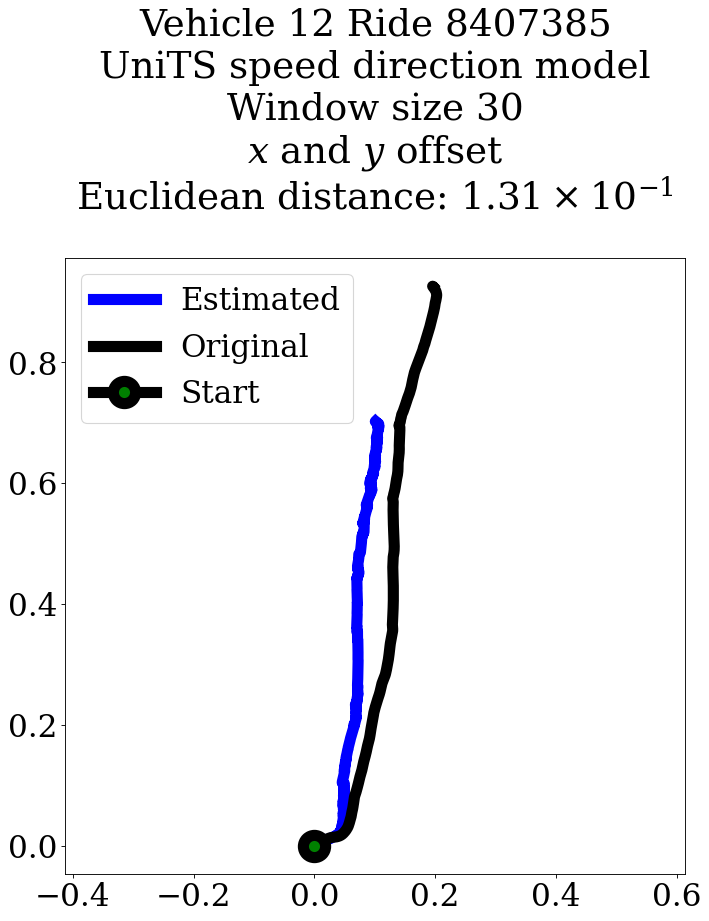 Vehicle 12 Ride 8407385
UniTS speed direction model
Window size 30
x and y offset
Euclidean distance: 1.31 × 10⁻¹
Estimated
Original
Start
0.8
0.6
0.4
0.2
0.0
−0.4 −0.2 0.0 0.2 0.4 0.6